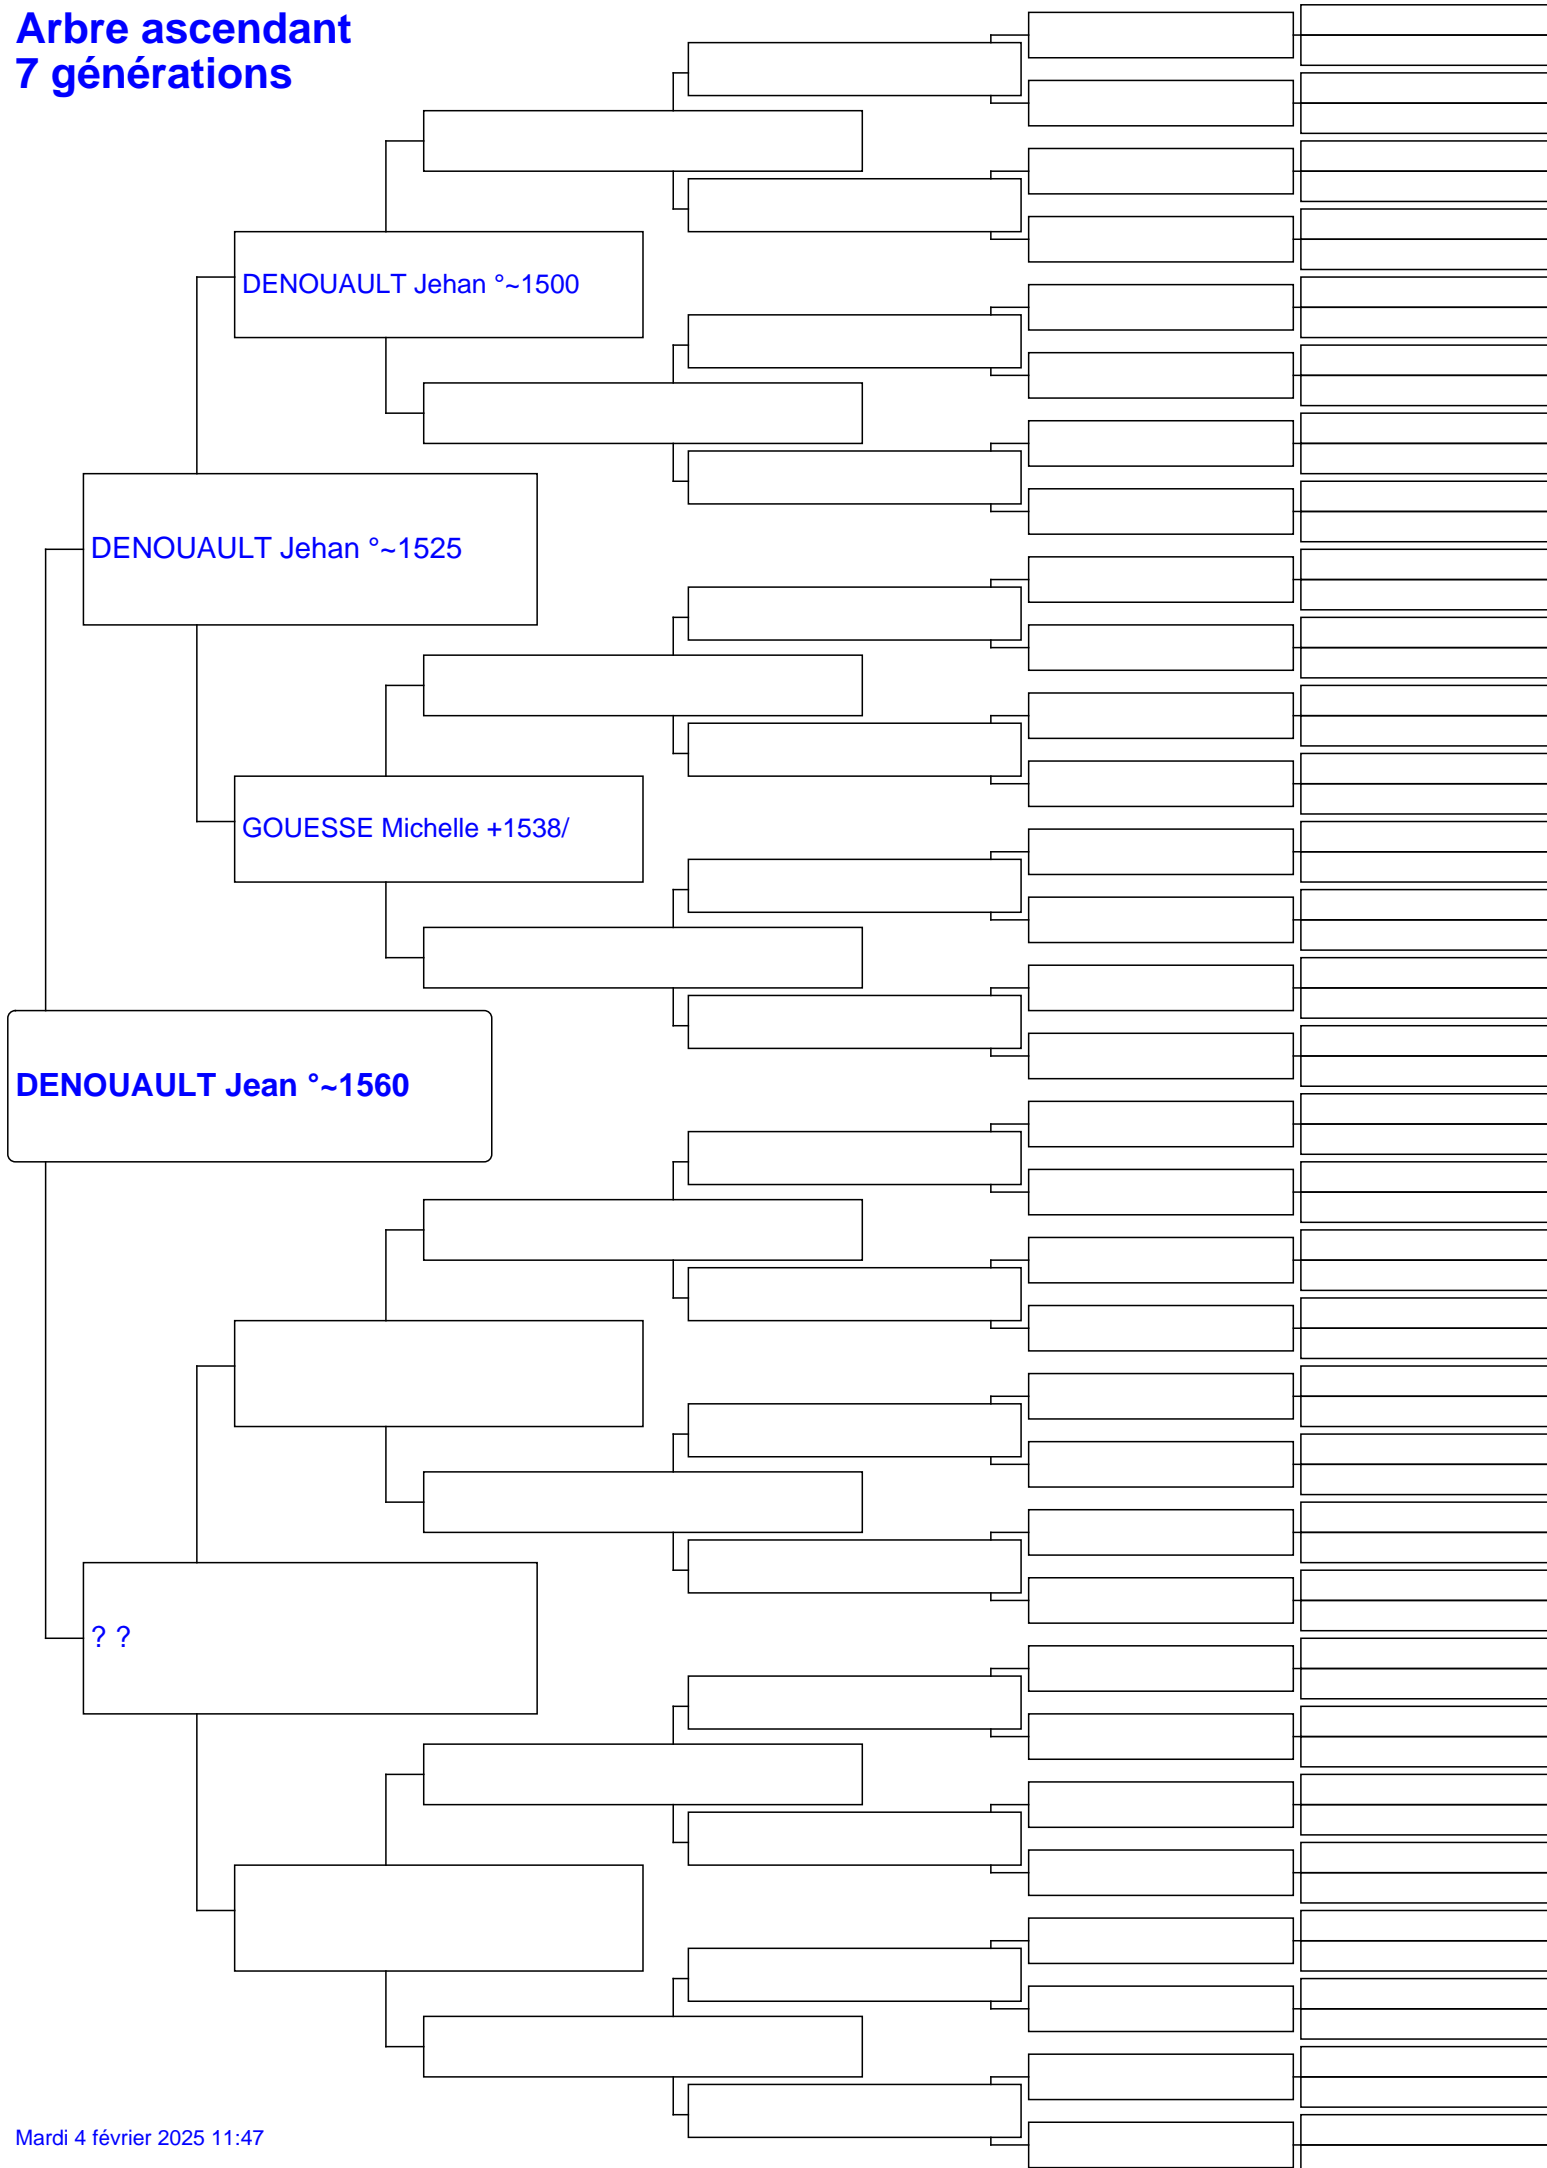 Arbre ascendant
7 générations
DENOUAULT Jehan °~1500
DENOUAULT Jehan °~1525
GOUESSE Michelle +1538/
DENOUAULT Jean °~1560
? ?
Mardi 4 février 2025 11:47